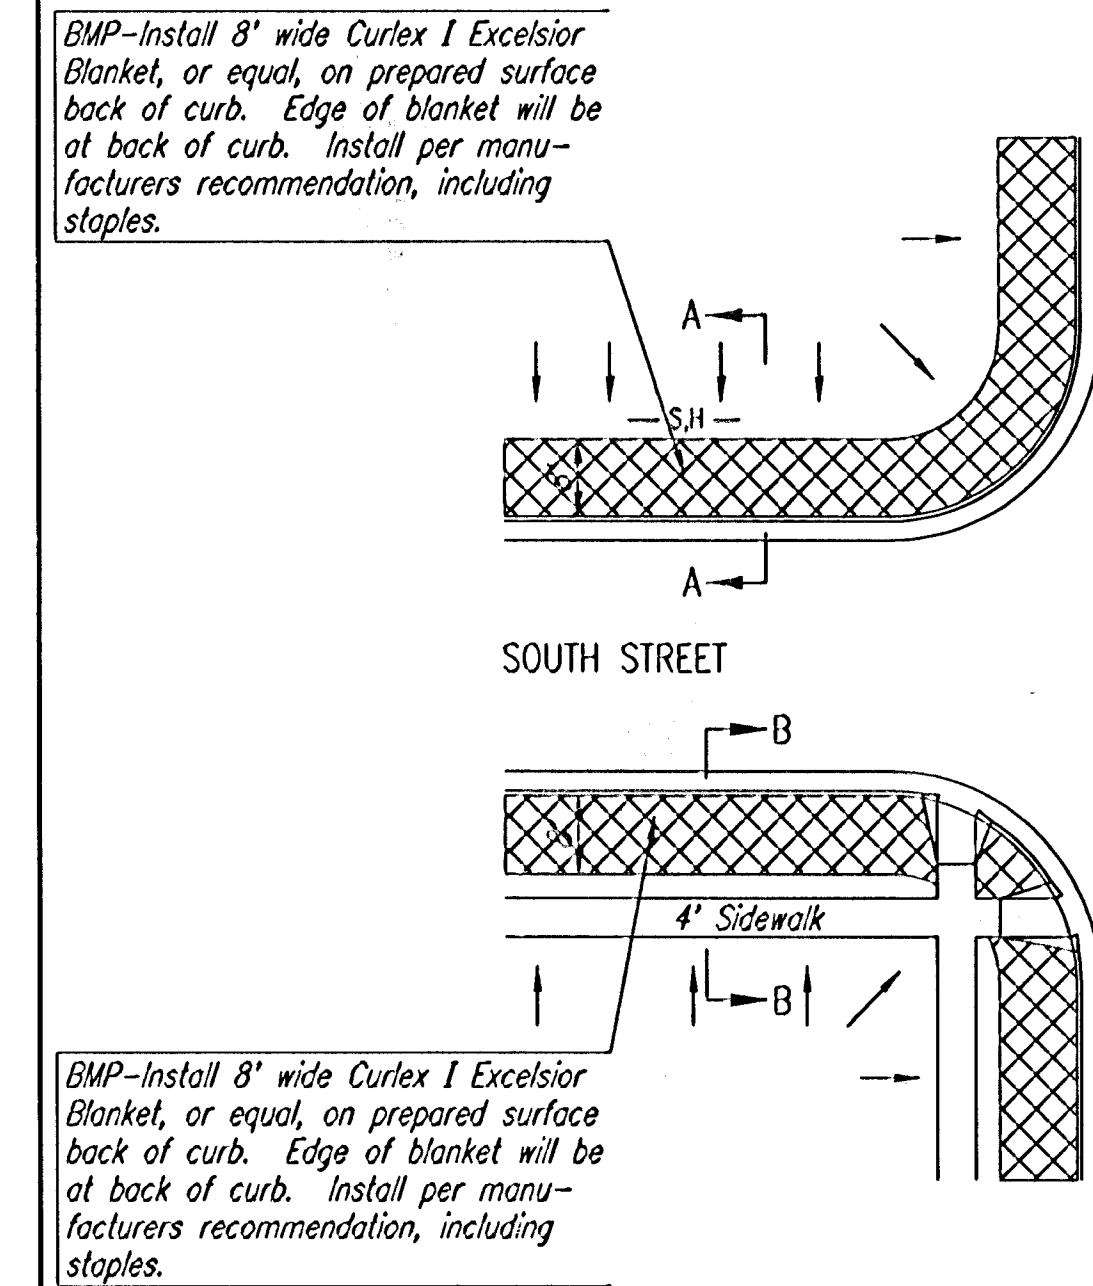 BMP-Install 8' wide Curlex I Excelsior
Blanket, or equal, on prepared surface
back of curb. Edge of blanket will be
at back of curb. Install per manu-
facturers recommendation, including
staples.
A
S,H
A
SOUTH STREET
B
4' Sidewalk
B
BMP-Install 8' wide Curlex I Excelsior
Blanket, or equal, on prepared surface
back of curb. Edge of blanket will be
at back of curb. Install per manu-
facturers recommendation, including
staples.